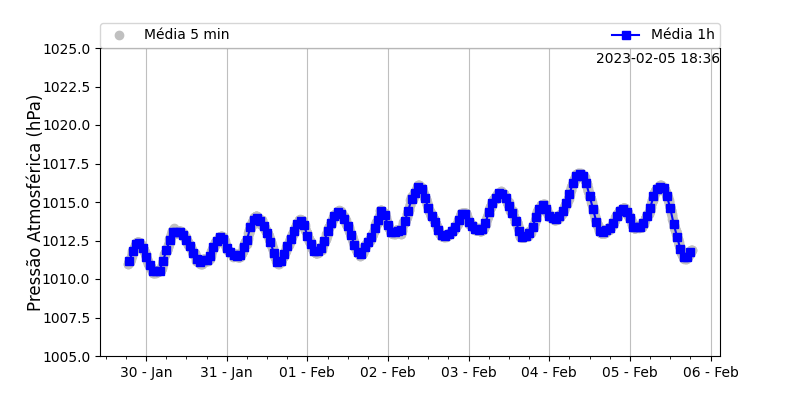 Média 5 min
Média 1h
2023-02-05 18:36
Pressão Atmosférica (hPa)
1025.0
1022.5
1020.0
1017.5
1015.0
1012.5
1010.0
1007.5
1005.0
30 - Jan
31 - Jan
01 - Feb
02 - Feb
03 - Feb
04 - Feb
05 - Feb
06 - Feb